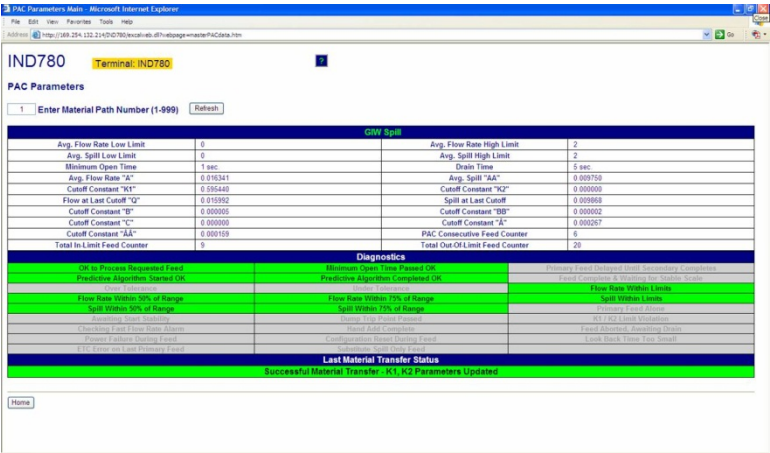 PAC Parameters Main - Microsoft Internet Explorer
Close
File Edit View Favorites Tools Help
Address http://169.254.132.214/IND780/excalweb.dll?webpage=masterPACdata.htm Go
IND780 Terminal: IND780 ?
PAC Parameters
1 Enter Material Path Number (1-999) Refresh
GIW Spill
Avg. Flow Rate Low Limit 0 Avg. Flow Rate High Limit 2
Avg. Spill Low Limit 0 Avg. Spill High Limit 2
Minimum Open Time 1 sec Drain Time 5 sec.
Avg. Flow Rate "A" 0.016341 Avg. Spill "AA" 0.009750
Cutoff Constant "K1" 0.595440 Cutoff Constant "K2" 0.000000
Flow at Last Cutoff "Q" 0.015992 Spill at Last Cutoff 0.009868
Cutoff Constant "B" 0.000005 Cutoff Constant "BB" 0.000002
Cutoff Constant "C" 0.000000 Cutoff Constant "Â" 0.000267
Cutoff Constant "ÂÂ" 0.000159 PAC Consecutive Feed Counter 6
Total In-Limit Feed Counter 9 Total Out-Of-Limit Feed Counter 20
Diagnostics
OK to Process Requested Feed Minimum Open Time Passed OK Primary Feed Delayed Until Secondary Completes
Predictive Algorithm Started OK Predictive Algorithm Completed OK Feed Complete & Waiting for Stable Scale
Over Tolerance Under Tolerance Flow Rate Within Limits
Flow Rate Within 50% of Range Flow Rate Within 75% of Range Spill Within Limits
Spill Within 50% of Range Spill Within 75% of Range Primary Feed Alone
Awaiting Start Stability Dump Trip Point Passed K1 / K2 Limit Violation
Checking Fast Flow Rate Alarm Hand Add Complete Feed Aborted, Awaiting Drain
Power Failure During Feed Configuration Reset During Feed Look Back Time Too Small
ETC Error on Last Primary Feed Substitute Spill Only Feed
Last Material Transfer Status
Successful Material Transfer - K1, K2 Parameters Updated
Home